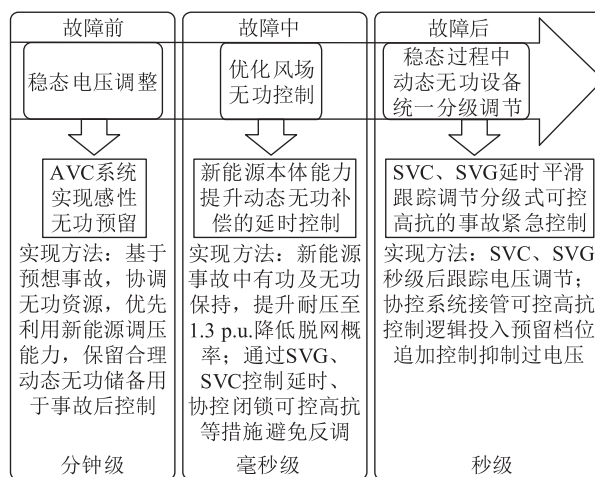 故障前
稳态电压调整
AVC系统
实现感性
无功预留
实现方法：基于
预想事故，协调
无功资源，优先
利用新能源调压
能力，保留合理
动态无功储备用
于事故后控制
分钟级
故障中
优化风场
无功控制
新能源本体能力
提升动态无功补
偿的延时控制
实现方法：新能源
事故中有功及无功
保持，提升耐压至
1.3 p.u.降低脱网概
率；通过SVG、
SVC控制延时、
协控闭锁可控高抗
等措施避免反调
毫秒级
故障后
稳态过程中
动态无功设备
统一分级调节
SVC、SVG延时平滑
跟踪调节分级式可控
高抗的事故紧急控制
实现方法：SVC、SVG
秒级后跟踪电压调节；
协控系统接管可控高抗
控制逻辑投入预留档位
追加控制抑制过电压
秒级